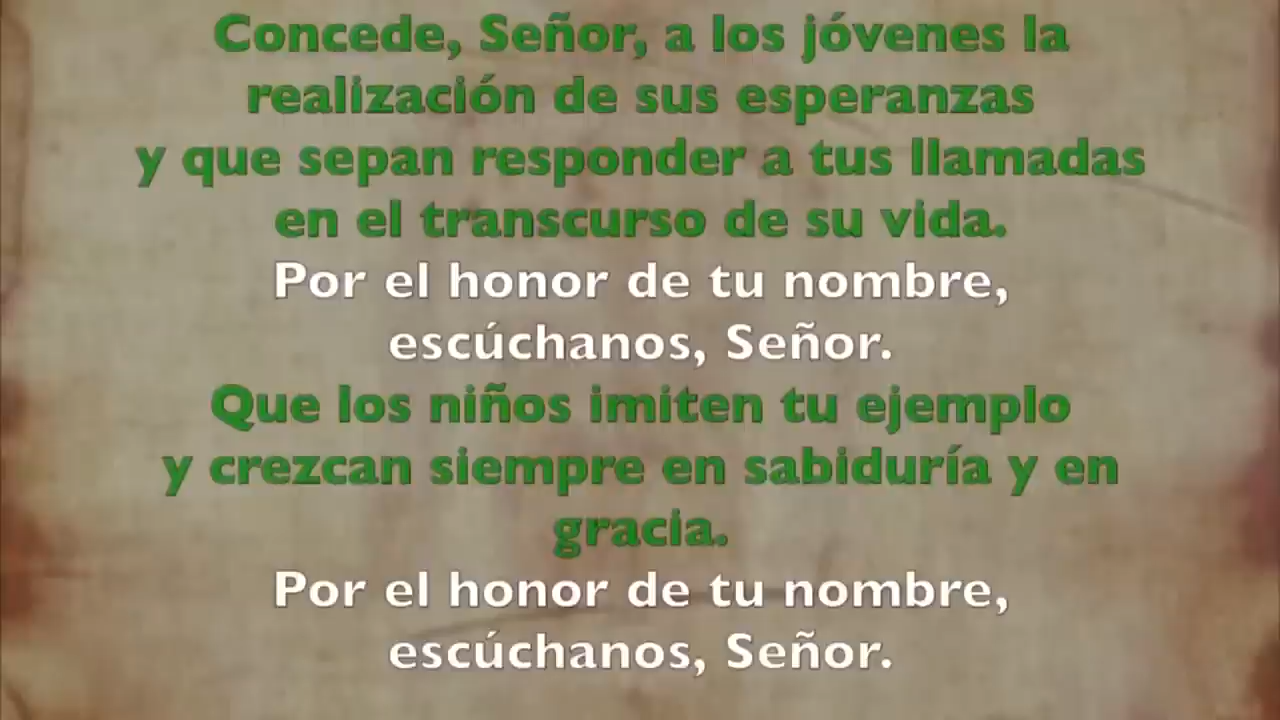 Concede, Señor, a los jóvenes la
realización de sus esperanzas
y que sepan responder a tus llamadas
en el transcurso de su vida.
Por el honor de tu nombre,
escúchanos, Señor.
Que los niños imiten tu ejemplo
y crezcan siempre en sabiduría y en
gracia.
Por el honor de tu nombre,
escúchanos, Señor.